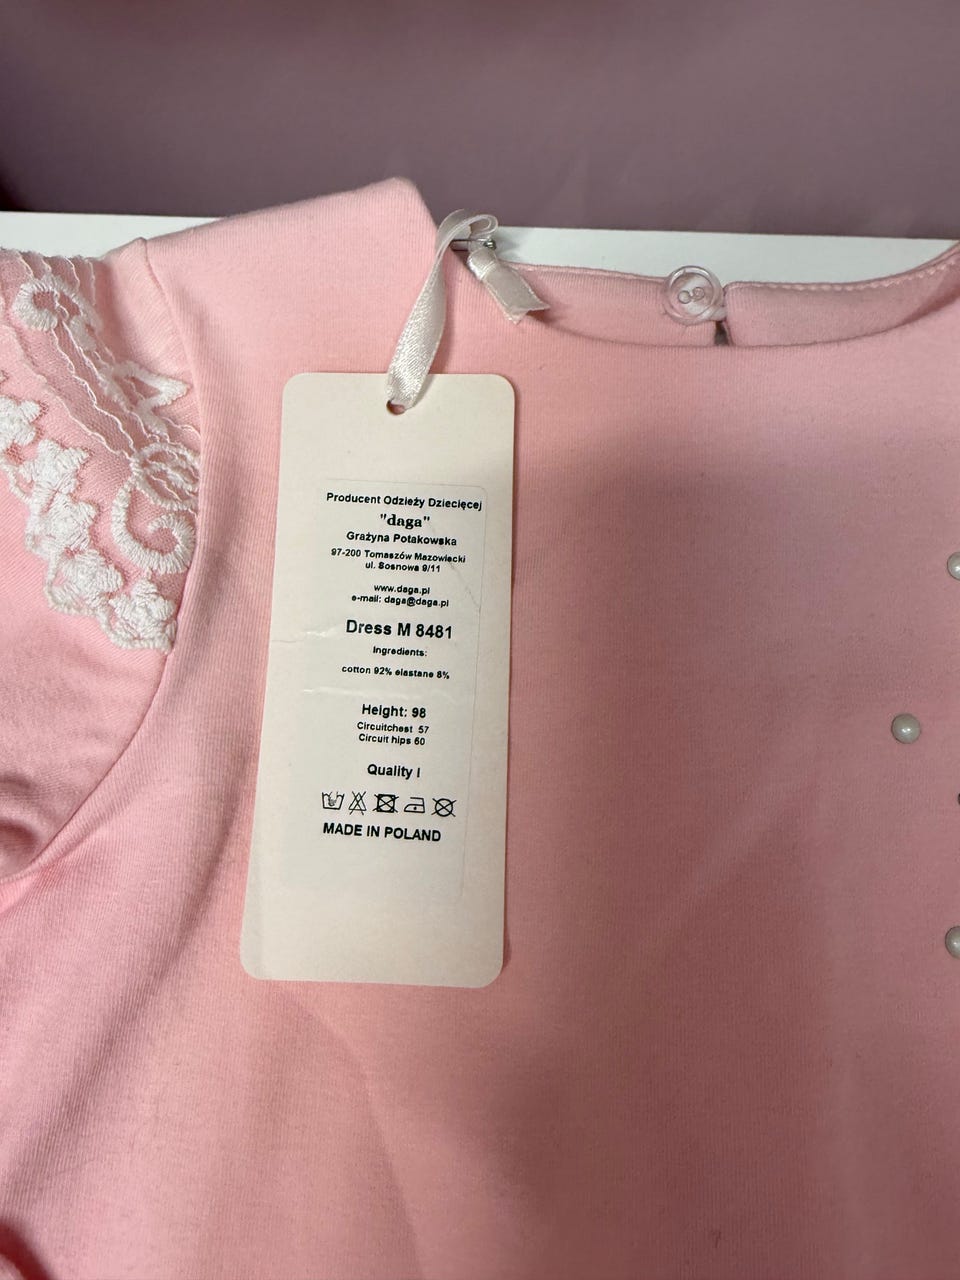 Producent Odzieży Dziecięcej
"daga"
Grażyna Potakowska
97-200 Tomaszów Mazowiecki
ul. Sosnowa 9/11
www.daga.pl
e-mail: daga@daga.pl
Dress M 8481
Ingredients:
cotton 92% elastane 8%
Height: 98
Circuitchest 57
Circuit hips 60
Quality I
MADE IN POLAND